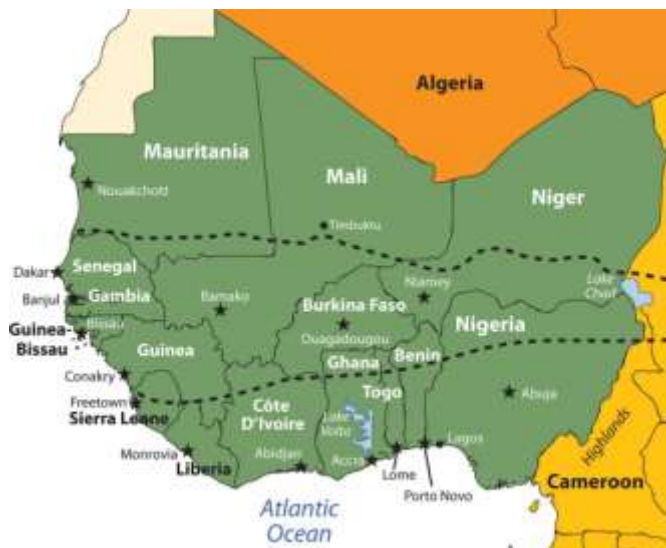 Algeria
Mauritania
Mali
Niger
Nouakchott
Timbuktu
Senegal
Dakar
Niamey
Lake
Chad
Banjul
Gambia
Bamako
Burkina Faso
Bissau
Guinea-
Bissau
Ouagadougou
Nigeria
Guinea
Ghana
Benin
Conakry
Togo
Abuja
Freetown
Sierra Leone
Côte
D'Ivoire
Lake
Volta
Highlands
Monrovia
Liberia
Abidjan
Accra
Lagos
Lome
Porto Novo
Cameroon
Atlantic
Ocean